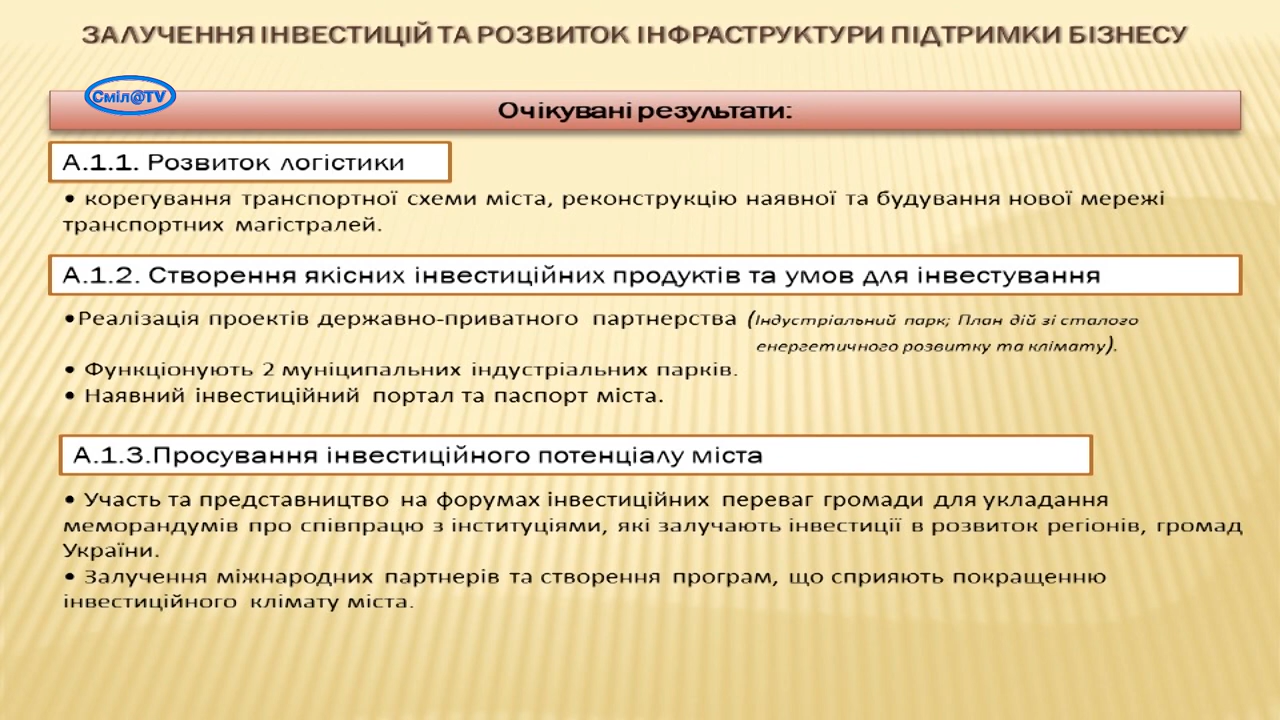 ЗАЛУЧЕННЯ ІНВЕСТИЦІЙ ТА РОЗВИТОК ІНФРАСТРУКТУРИ ПІДТРИМКИ БІЗНЕСУ
Сміл@TV
Очікувані результати:
А.1.1. Розвиток логістики
• корегування транспортної схеми міста, реконструкцію наявної та будування нової мережі
транспортних магістралей.
А.1.2. Створення якісних інвестиційних продуктів та умов для інвестування
•Реалізація проектів державно-приватного партнерства (Індустріальний парк; План дій зі сталого
енергетичного розвитку та клімату).
• Функціонують 2 муніципальних індустріальних парків.
• Наявний інвестиційний портал та паспорт міста.
А.1.3.Просування інвестиційного потенціалу міста
• Участь та представництво на форумах інвестиційних переваг громади для укладання
меморандумів про співпрацю з інституціями, які залучають інвестиції в розвиток регіонів, громад
України.
• Залучення міжнародних партнерів та створення програм, що сприяють покращенню
інвестиційного клімату міста.